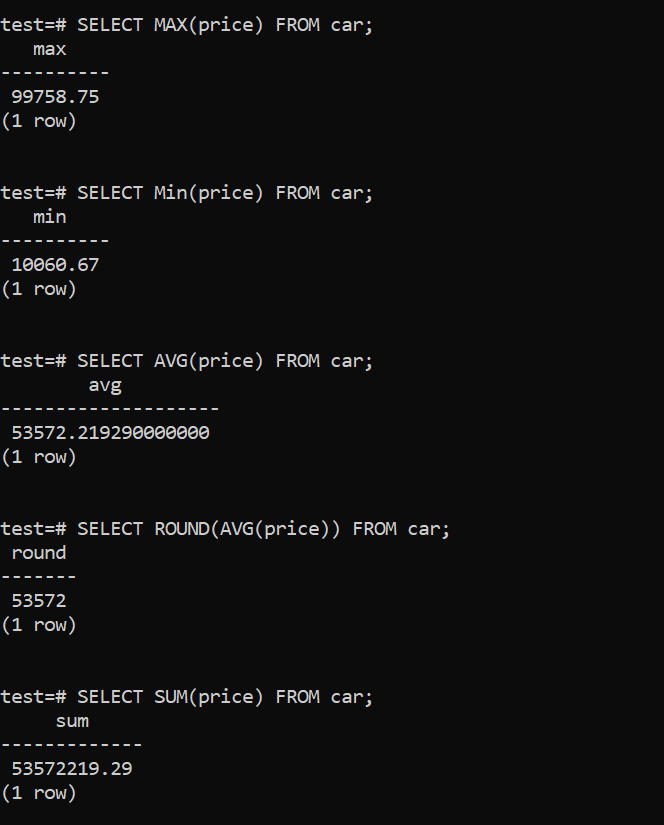 test=# SELECT MAX(price) FROM car;
   max
----------
 99758.75
(1 row)
test=# SELECT Min(price) FROM car;
   min
----------
 10060.67
(1 row)
test=# SELECT AVG(price) FROM car;
        avg
--------------------
 53572.219290000000
(1 row)
test=# SELECT ROUND(AVG(price)) FROM car;
 round
-------
 53572
(1 row)
test=# SELECT SUM(price) FROM car;
     sum
-------------
 53572219.29
(1 row)